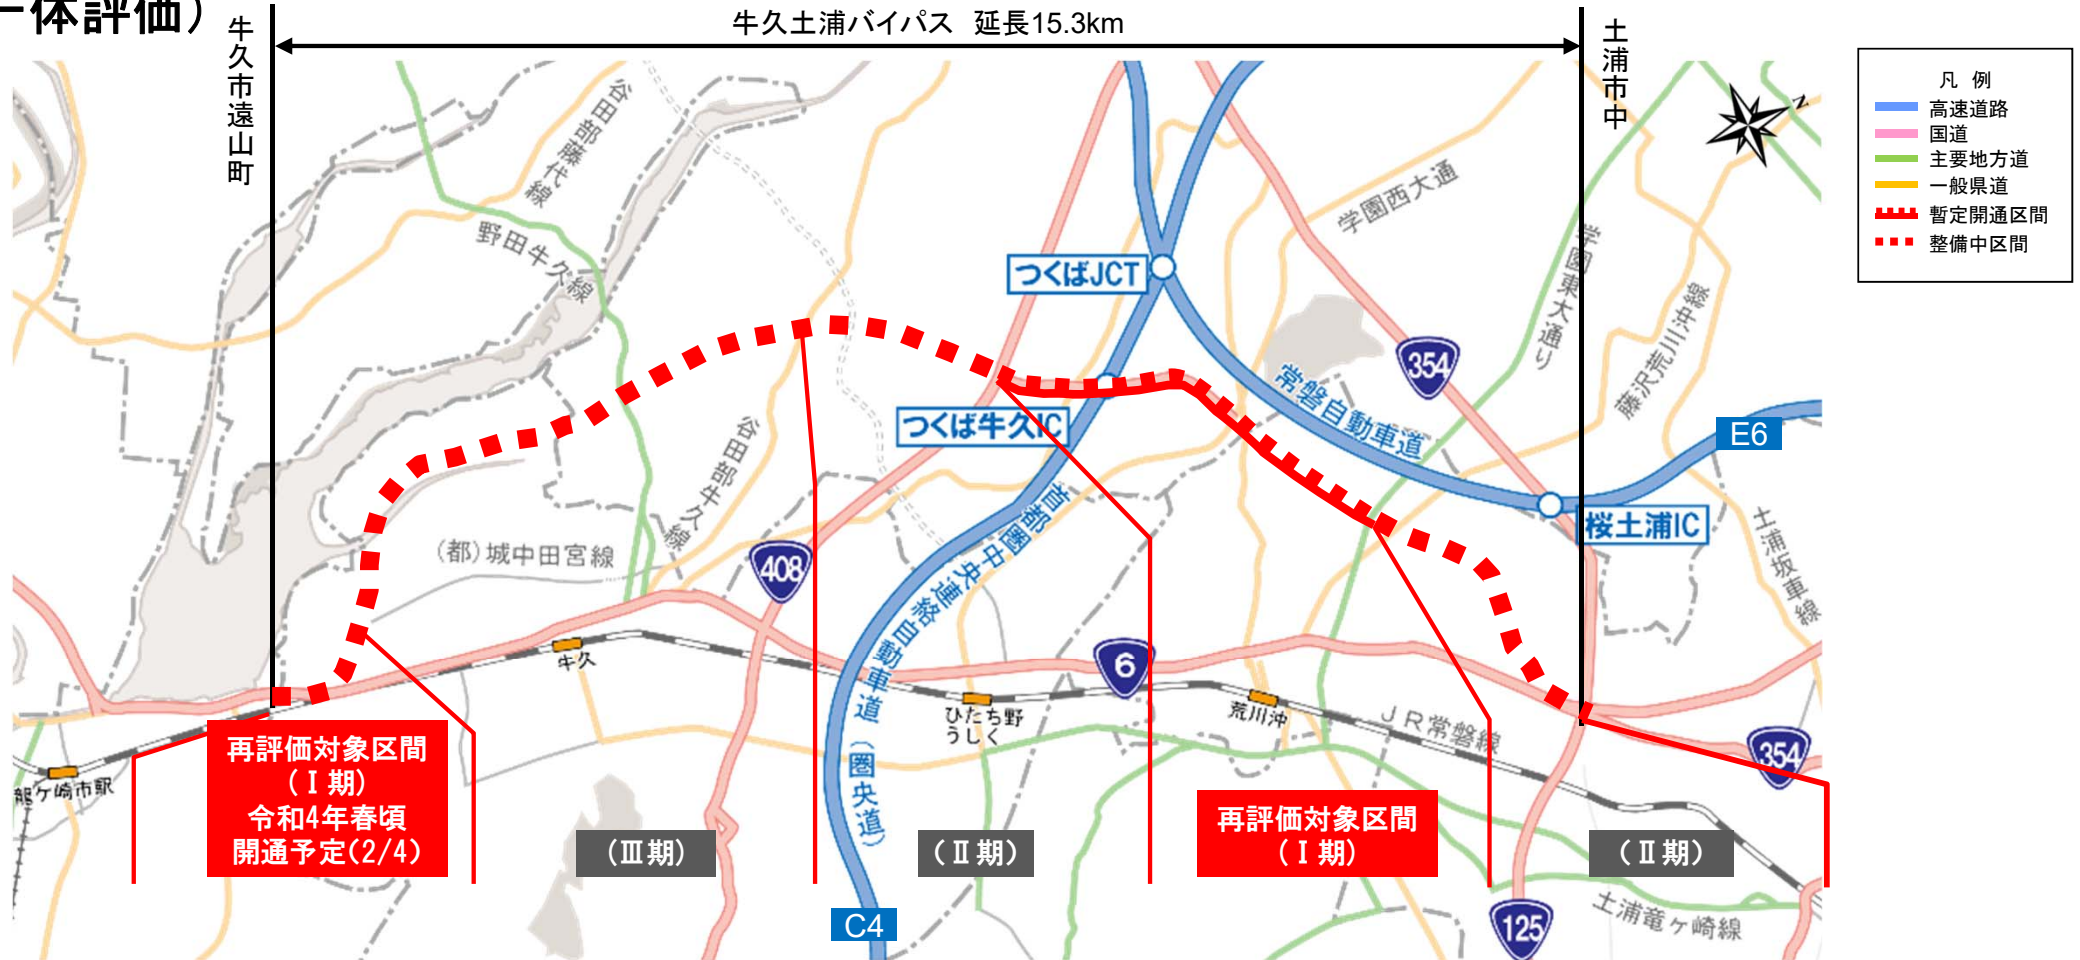 一体評価）
牛久市遠山町
牛久土浦バイパス 延長15.3km
土浦市中
凡 例
高速道路
国道
主要地方道
一般県道
暫定開通区間
整備中区間
N
谷田部藤代線
野田牛久線
学園西大通
学園東大通り
つくばJCT
藤沢荒川沖線
354
常磐自動車道
E6
つくば牛久IC
谷田部牛久線
桜土浦IC
首都圏中央連絡自動車道（圏央道）
土浦坂車線
（都）城中田宮線
408
牛久
6
ひたち野
うしく
荒川沖
JR常磐線
354
龍ケ崎市駅
再評価対象区間
（Ⅰ期）
令和4年春頃
開通予定（2/4）
（Ⅲ期）
（Ⅱ期）
再評価対象区間
（Ⅰ期）
（Ⅱ期）
C4
125
土浦竜ヶ崎線